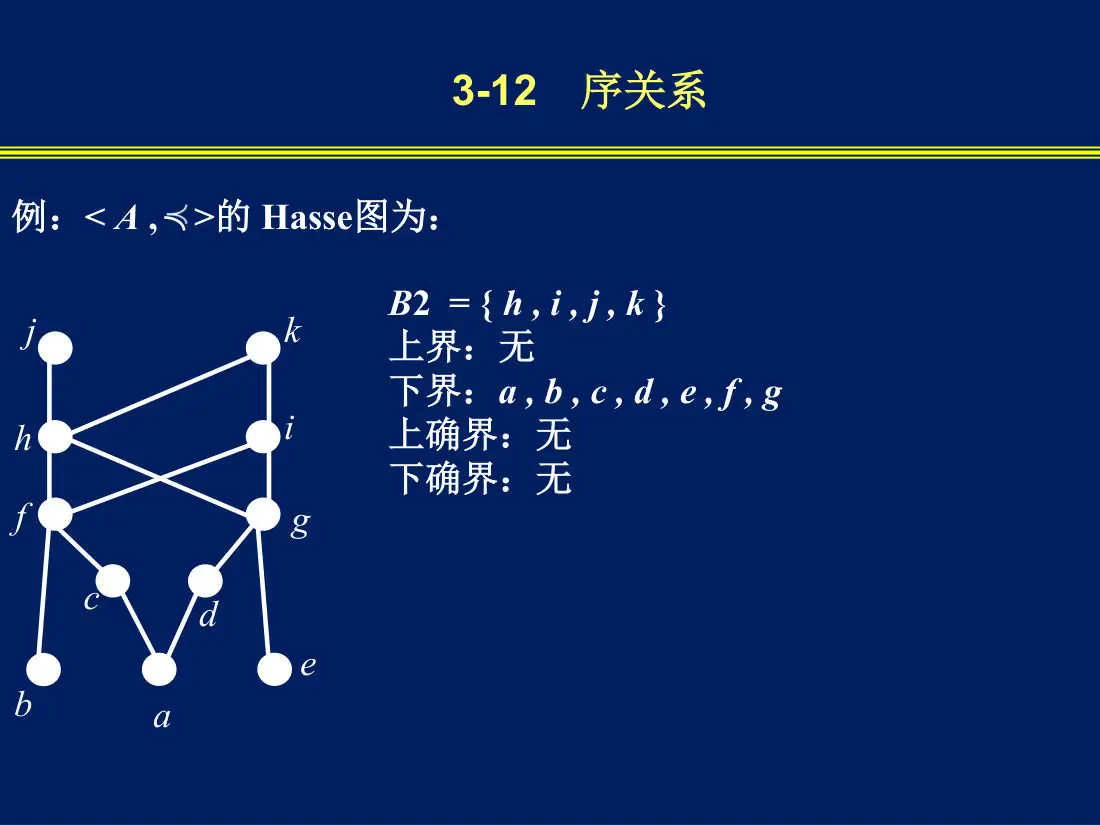 3-12 序关系
例：< A ,≼>的 Hasse图为：
B2 = { h , i , j , k }
上界：无
下界：a , b , c , d , e , f , g
上确界：无
下确界：无
j
k
h
i
f
g
c
d
e
b
a